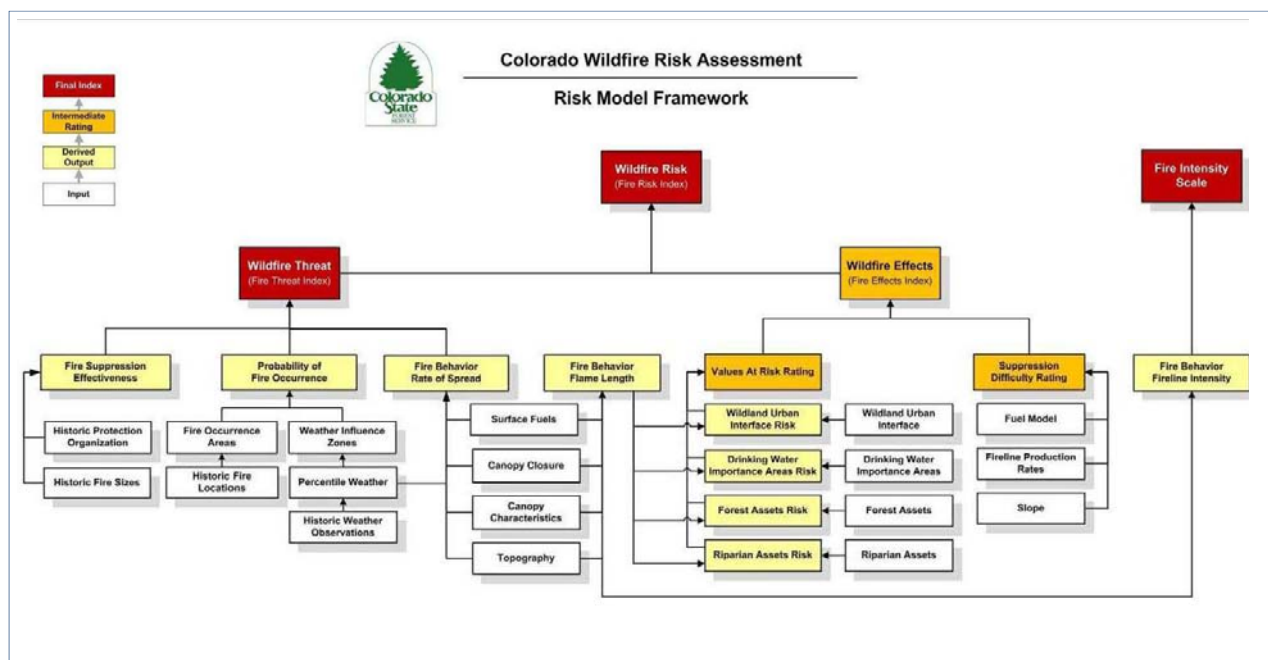 Colorado Wildfire Risk Assessment
Risk Model Framework
Colorado
State
FOREST
SERVICE
Final Index
Intermediate
Rating
Derived
Output
Input
Wildfire Risk
(Fire Risk Index)
Fire Intensity
Scale
Wildfire Threat
(Fire Threat Index)
Wildfire Effects
(Fire Effects Index)
Fire Suppression
Effectiveness
Probability of
Fire Occurrence
Fire Behavior
Rate of Spread
Fire Behavior
Flame Length
Values At Risk Rating
Suppression
Difficulty Rating
Fire Behavior
Fireline Intensity
Historic Protection
Organization
Fire Occurrence
Areas
Weather Influence
Zones
Surface Fuels
Wildland Urban
Interface Risk
Wildland Urban
Interface
Fuel Model
Historic Fire Sizes
Historic Fire
Locations
Percentile Weather
Canopy Closure
Drinking Water
Importance Areas Risk
Drinking Water
Importance Areas
Fireline Production
Rates
Historic Weather
Observations
Canopy
Characteristics
Forest Assets Risk
Forest Assets
Slope
Topography
Riparian Assets Risk
Riparian Assets